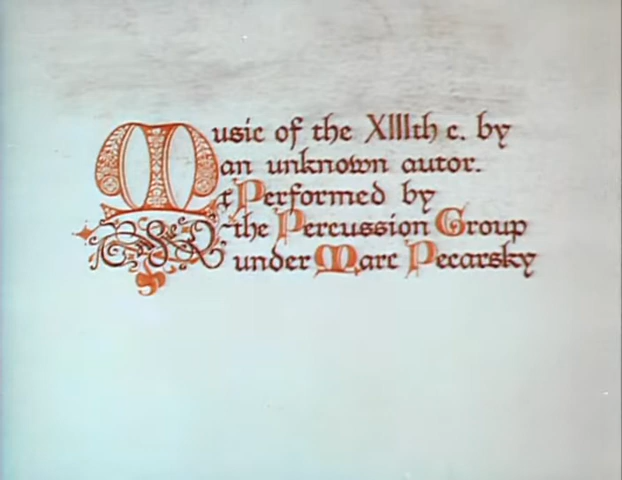 Music of the XIIIth c. by
an unknown autor.
Performed by
the Percussion Group
under Marc Pecarsky